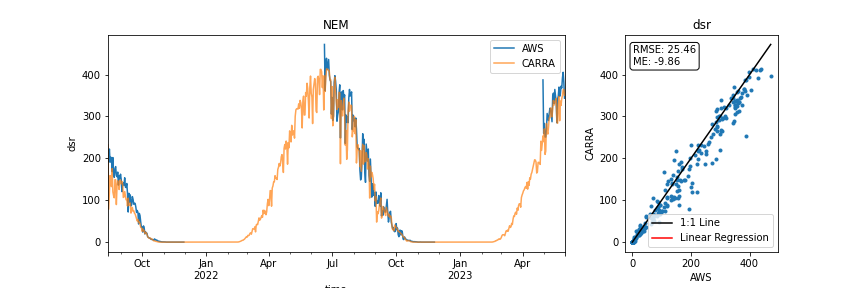 NEM
dsr
AWS
CARRA
400
300
200
100
0
dsr
Oct
Jan
2022
Apr
Jul
Oct
Jan
2023
Apr
time
dsr
RMSE: 25.46
ME: -9.86
400
300
200
100
0
CARRA
1:1 Line
Linear Regression
0
200
400
AWS